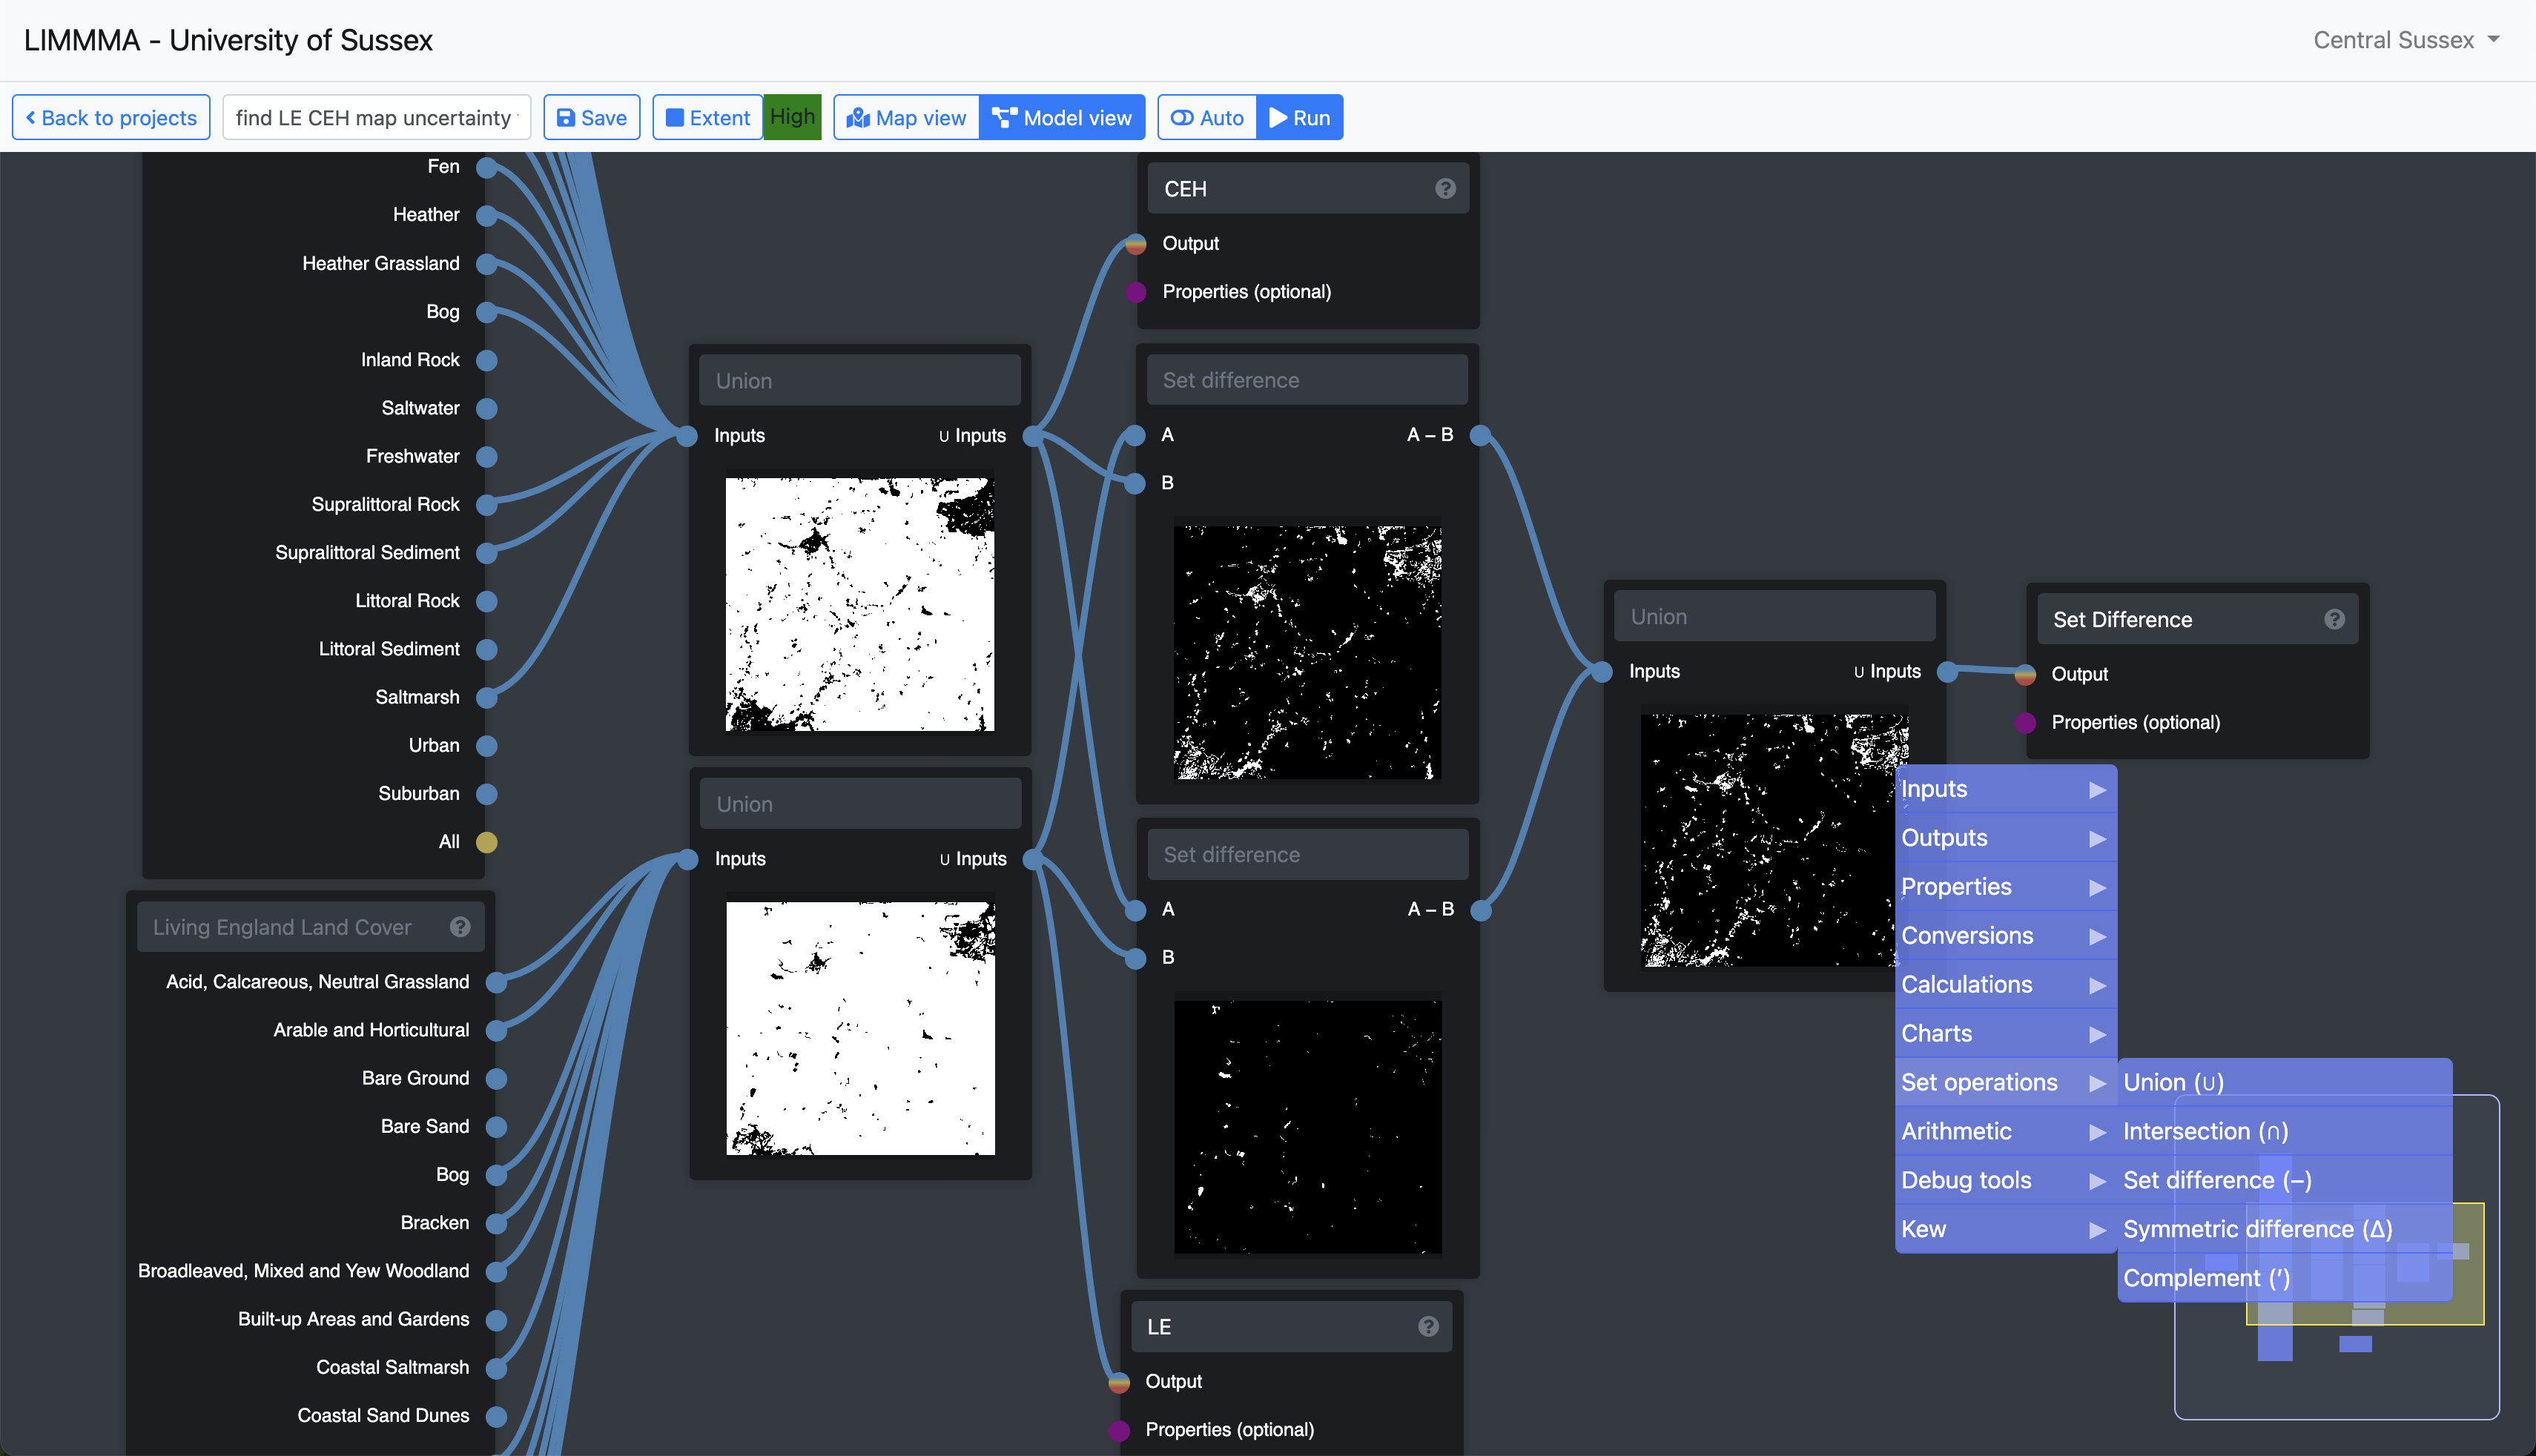 LIMMMA - University of Sussex
Central Sussex
Back to projects
find LE CEH map uncertainty
Save
Extent
High
Map view
Model view
Auto
Run
Fen
Heather
Heather Grassland
Bog
Inland Rock
Saltwater
Freshwater
Supralittoral Rock
Supralittoral Sediment
Littoral Rock
Littoral Sediment
Saltmarsh
Urban
Suburban
All
Living England Land Cover
Acid, Calcareous, Neutral Grassland
Arable and Horticultural
Bare Ground
Bare Sand
Bog
Bracken
Broadleaved, Mixed and Yew Woodland
Built-up Areas and Gardens
Coastal Saltmarsh
Coastal Sand Dunes
Union
Inputs
∪ Inputs
Union
Inputs
∪ Inputs
CEH
Output
Properties (optional)
Set difference
A
A – B
B
Set difference
A
A – B
B
LE
Output
Properties (optional)
Union
Inputs
∪ Inputs
Set Difference
Output
Properties (optional)
Inputs
Outputs
Properties
Conversions
Calculations
Charts
Set operations
Arithmetic
Debug tools
Kew
Union (∪)
Intersection (∩)
Set difference (–)
Symmetric difference (Δ)
Complement (′)